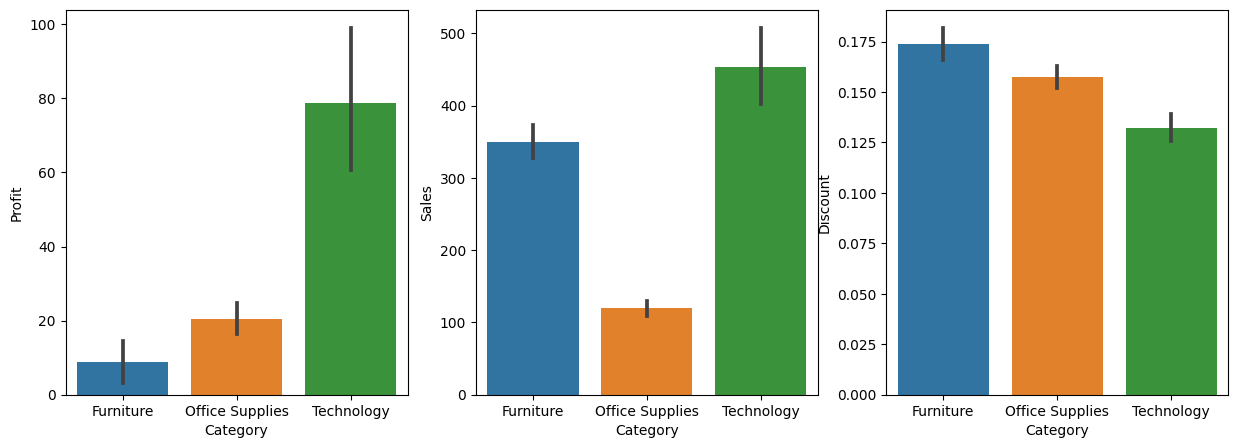 100
80
60
40
20
0
Profit
Furniture Office Supplies Technology
Category
500
400
300
200
100
0
Sales
Furniture Office Supplies Technology
Category
0.175
0.150
0.125
0.100
0.075
0.050
0.025
0.000
Discount
Furniture Office Supplies Technology
Category